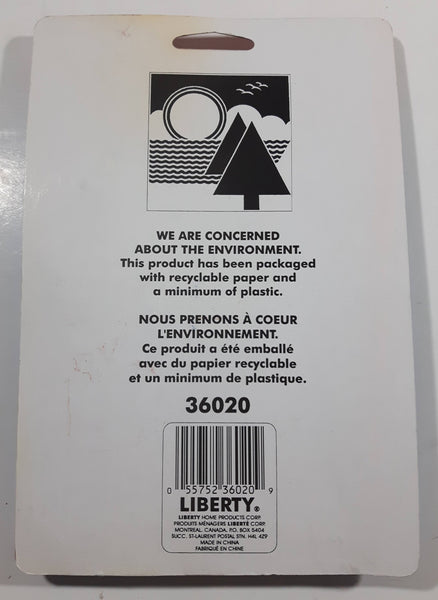 WE ARE CONCERNED
ABOUT THE ENVIRONMENT.
This product has been packaged
with recyclable paper and
a minimum of plastic.
NOUS PRENONS À COEUR
L'ENVIRONNEMENT.
Ce produit a été emballé
avec du papier recyclable
et un minimum de plastique.
36020
0 55752 36020 9
LIBERTY®
LIBERTY HOME PRODUCTS CORP.
PRODUITS MÉNAGERS LIBERTÉ CORP.
MONTREAL, CANADA, P.O. BOX 5404
SUCC. ST-LAURENT POSTAL STN. H4L 4Z9
MADE IN CHINA
FABRIQUÉ EN CHINE